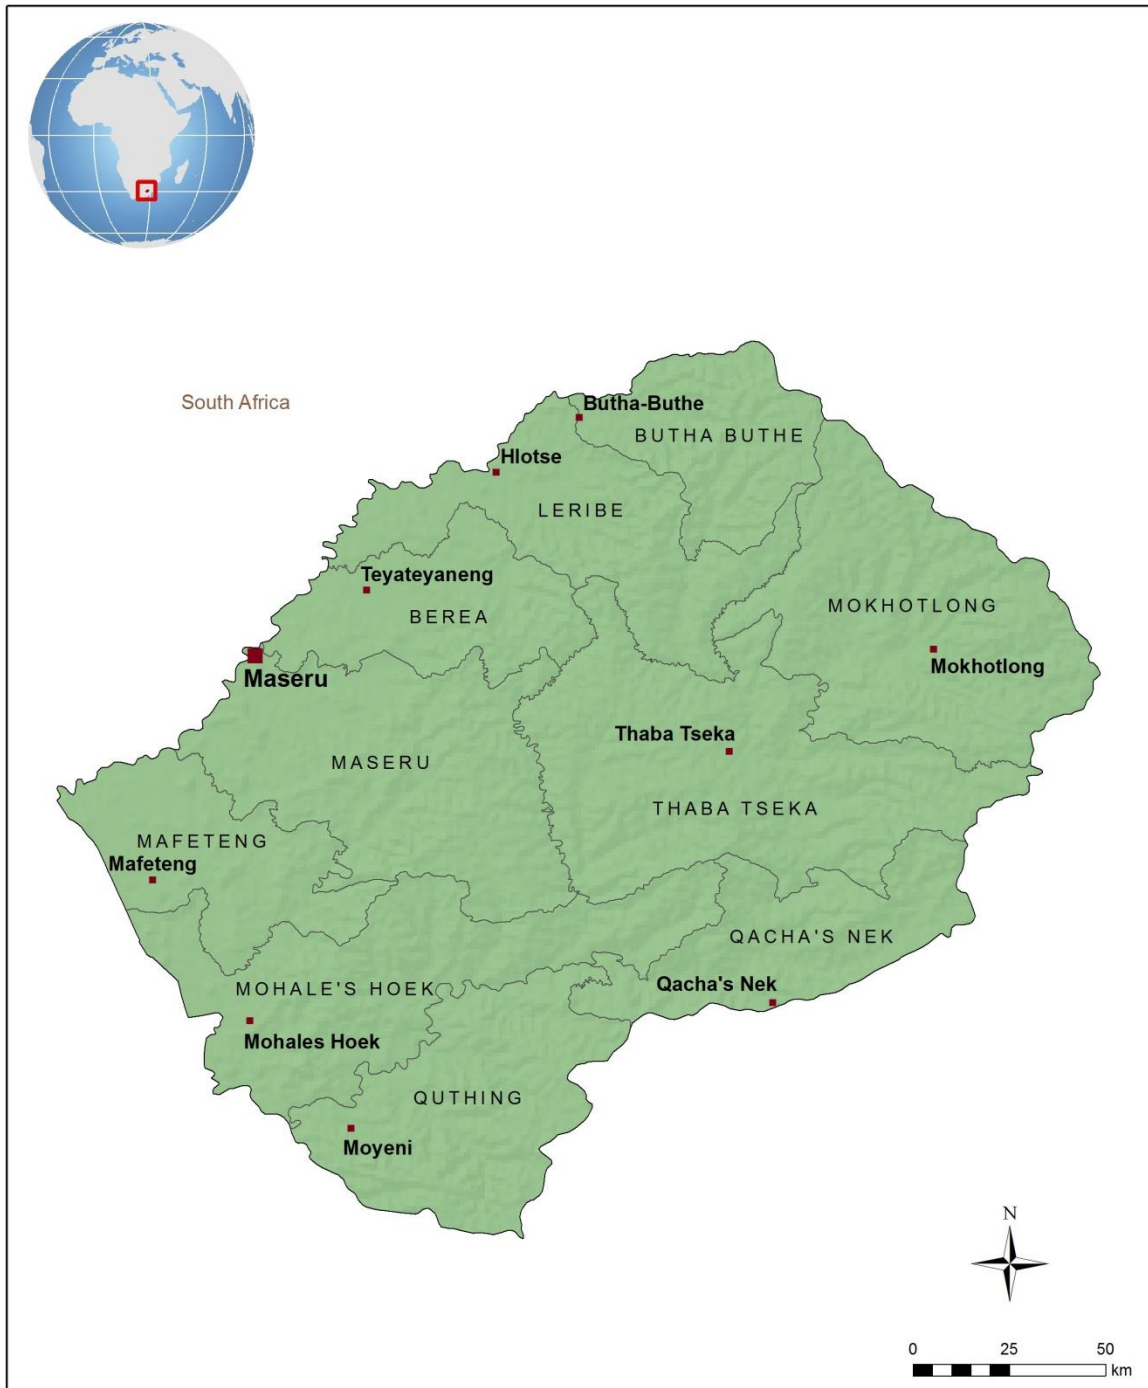 South Africa
Butha-Buthe
BUTHA BUTHE
Hlotse
LERIBE
Teyateyaneng
BEREA
MOKHOTLONG
Mokhotlong
Maseru
MASERU
Thaba Tseka
THABA TSEKA
MAFETENG
Mafeteng
QACHA'S NEK
Qacha's Nek
MOHALE'S HOEK
Mohales Hoek
QUTHING
Moyeni
N
0 25 50
km